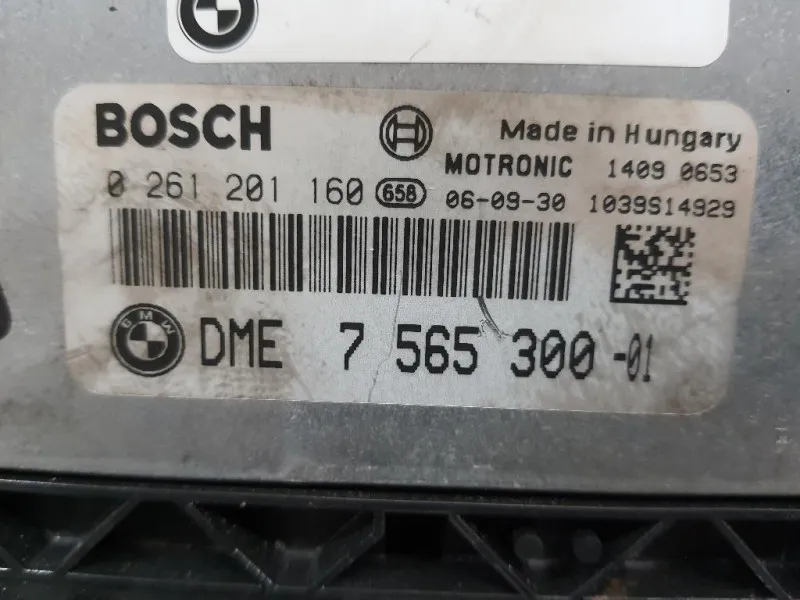 BOSCH
Made in Hungary
MOTRONIC 1409 0653
0 261 201 160 658 06-09-30 1039S14929
BMW DME 7 565 300 -01